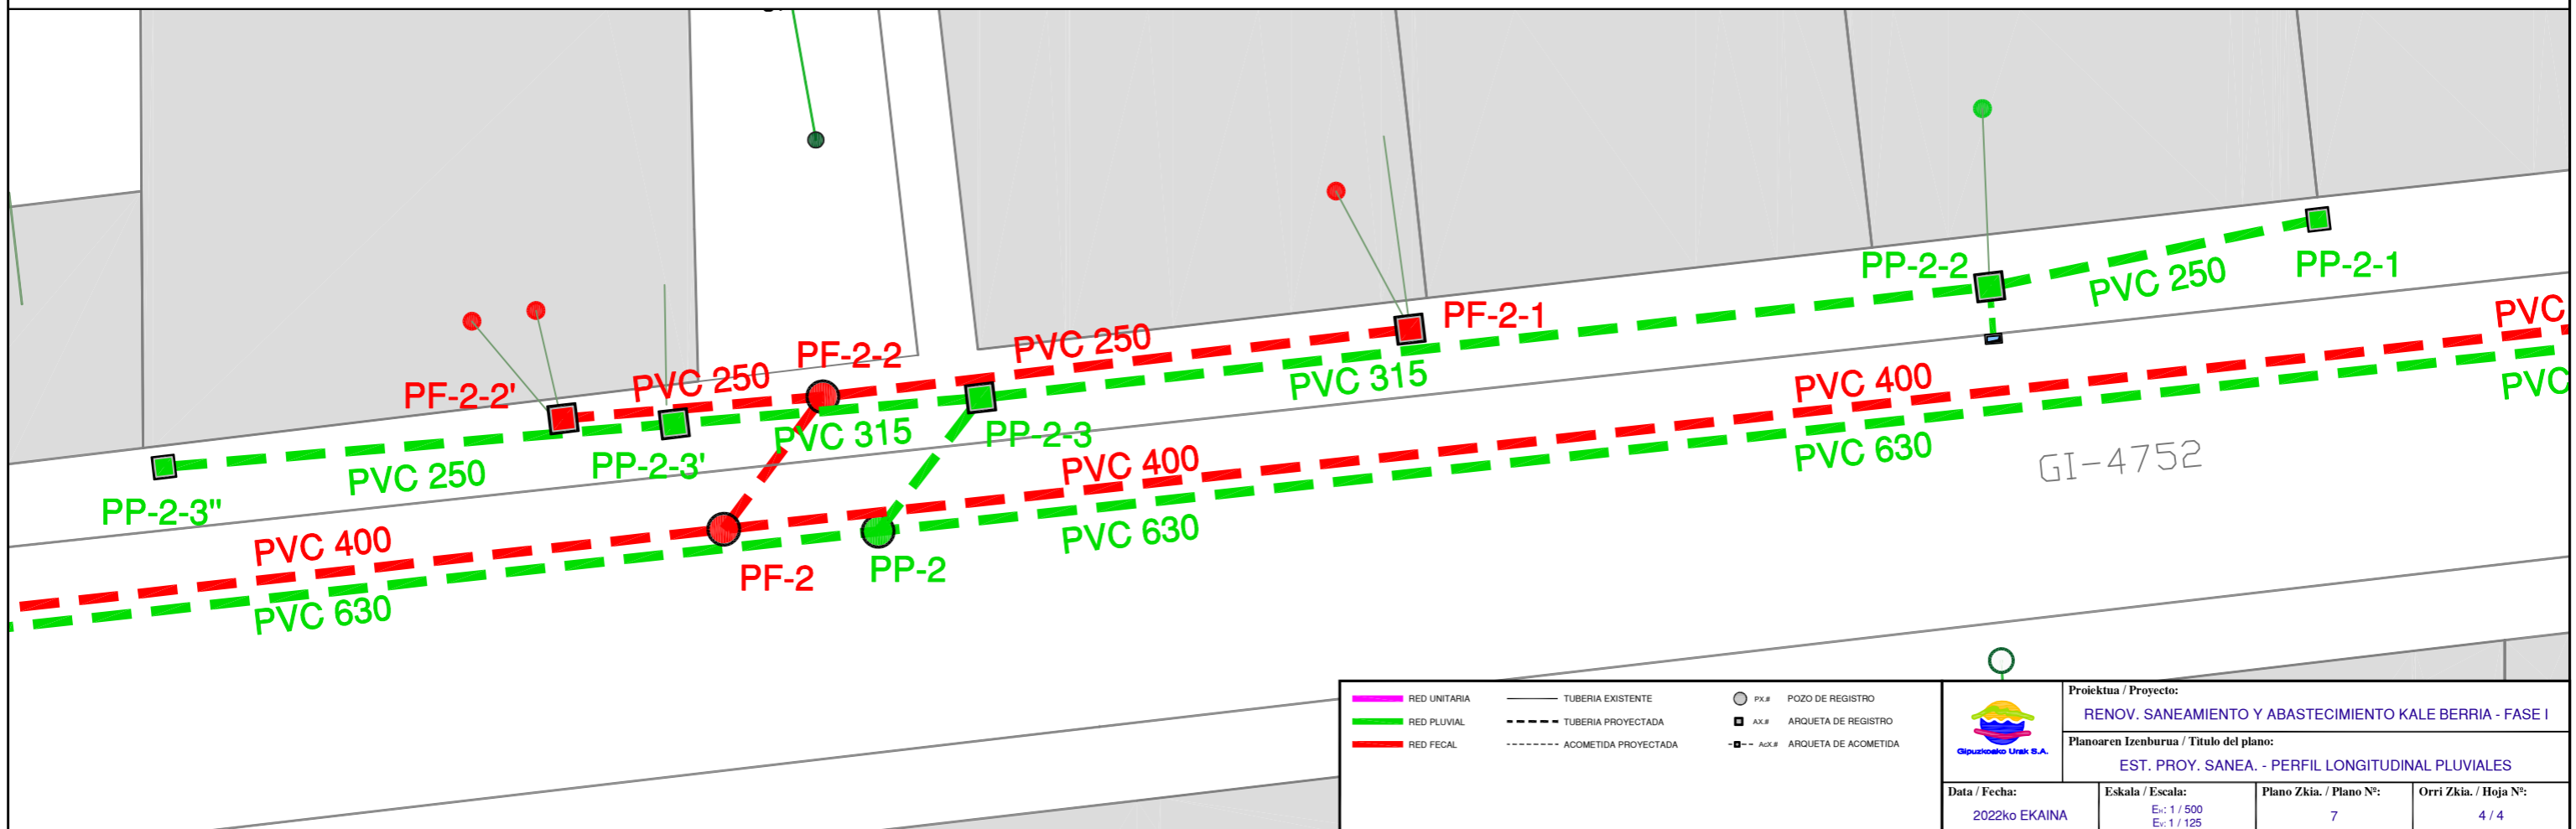 PP-2-2
PP-2-1
PVC 250
PF-2-1
PVC
PVC 250
PF-2-2
PVC 250
PF-2-2'
PVC 315
PVC 400
PVC
PVC 315
PP-2-3
PP-2-3'
PVC 250
PP-2-3"
PVC 400
PVC 630
GI-4752
PVC 400
PVC 630
PF-2
PP-2
PVC 630
RED UNITARIA
TUBERIA EXISTENTE
PX.#
POZO DE REGISTRO
RED PLUVIAL
TUBERIA PROYECTADA
AX.#
ARQUETA DE REGISTRO
RED FECAL
ACOMETIDA PROYECTADA
AcX.#
ARQUETA DE ACOMETIDA
Gipuzkoako Urak S.A.
Proiektua / Proyecto:
RENOV. SANEAMIENTO Y ABASTECIMIENTO KALE BERRIA - FASE I
Planoaren Izenburua / Titulo del plano:
EST. PROY. SANEA. - PERFIL LONGITUDINAL PLUVIALES
Data / Fecha:
2022ko EKAINA
Eskala / Escala:
EH: 1 / 500
EV: 1 / 125
Plano Zkia. / Plano Nº:
7
Orri Zkia. / Hoja Nº:
4 / 4